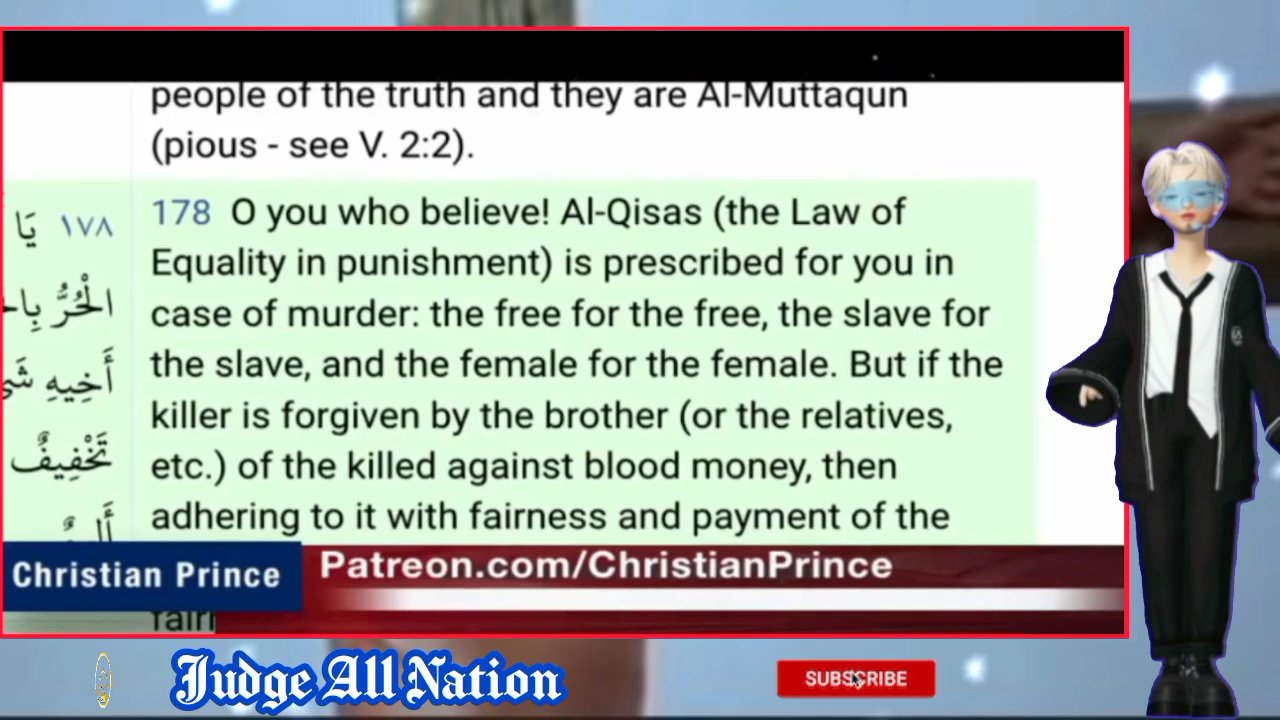 people of the truth and they are Al-Muttaqun
(pious - see V. 2:2).
١٧٨ يَا
178 O you who believe! Al-Qisas (the Law of
Equality in punishment) is prescribed for you in
الْحُرُّ
case of murder: the free for the free, the slave for
the slave, and the female for the female. But if the
أَخِيهِ
killer is forgiven by the brother (or the relatives,
تَخْفِيفٌ
etc.) of the killed against blood money, then
adhering to it with fairness and payment of the
Christian Prince
Patreon.com/ChristianPrince
Judge All Nation
SUBSCRIBE